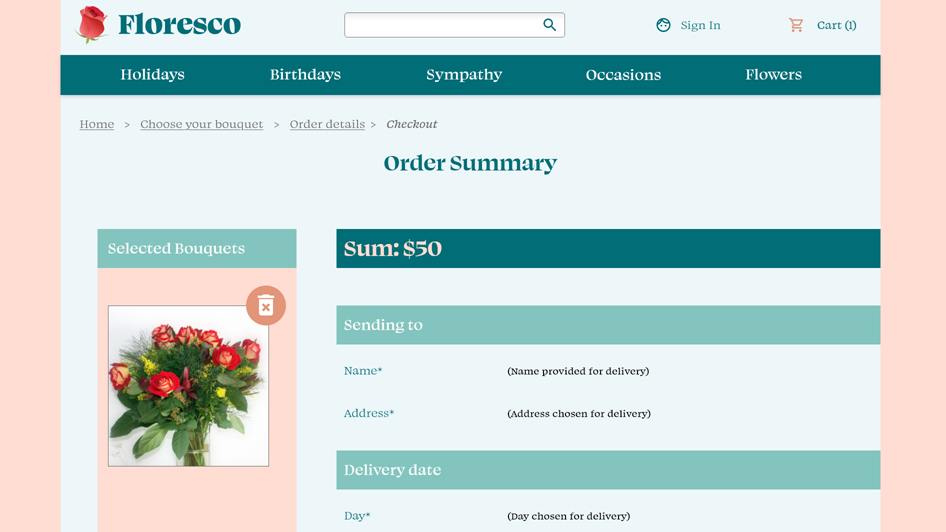 Floresco
Sign In
Cart (1)
Holidays Birthdays Sympathy Occasions Flowers
Home > Choose your bouquet > Order details > Checkout
Order Summary
Selected Bouquets
Sum: $50
Sending to
Name* (Name provided for delivery)
Address* (Address chosen for delivery)
Delivery date
Day* (Day chosen for delivery)